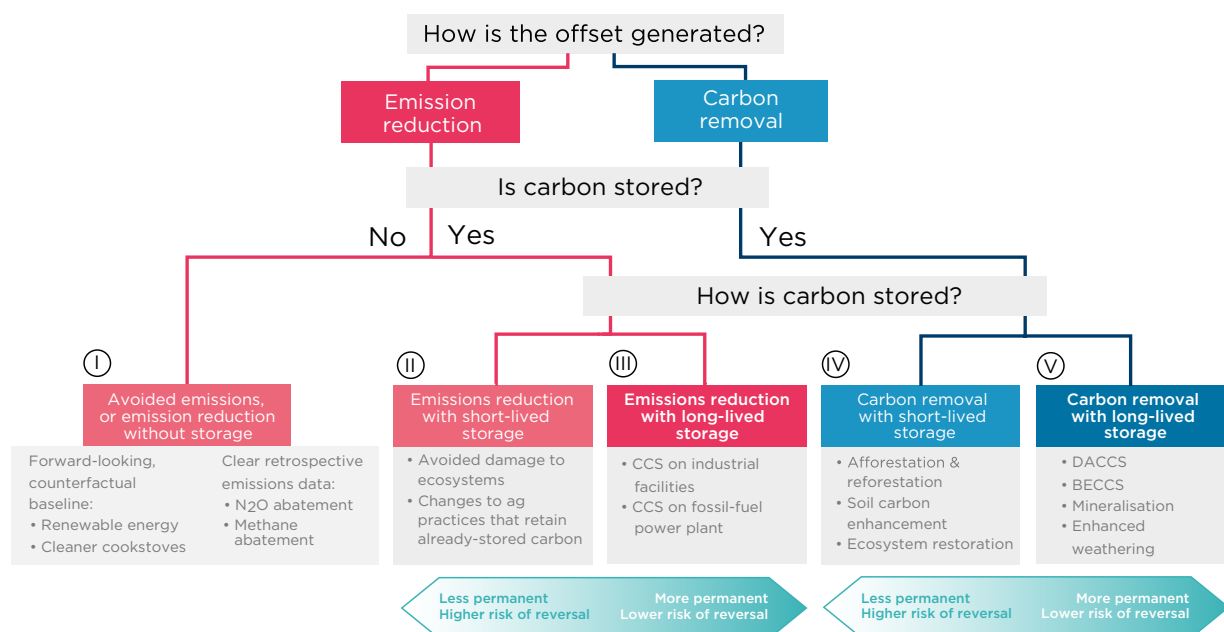 How is the offset generated?
Emission
reduction
Carbon
removal
Is carbon stored?
No
Yes
Yes
How is carbon stored?
I
Avoided emissions,
or emission reduction
without storage
Forward-looking,
counterfactual
baseline:
• Renewable energy
• Cleaner cookstoves
Clear retrospective
emissions data:
• N2O abatement
• Methane
abatement
II
Emissions reduction
with short-lived
storage
• Avoided damage to
ecosystems
• Changes to ag
practices that retain
already-stored carbon
III
Emissions reduction
with long-lived
storage
• CCS on industrial
facilities
• CCS on fossil-fuel
power plant
IV
Carbon removal
with short-lived
storage
• Afforestation &
reforestation
• Soil carbon
enhancement
• Ecosystem restoration
V
Carbon removal
with long-lived
storage
• DACCS
• BECCS
• Mineralisation
• Enhanced
weathering
Less permanent
Higher risk of reversal
More permanent
Lower risk of reversal
Less permanent
Higher risk of reversal
More permanent
Lower risk of reversal